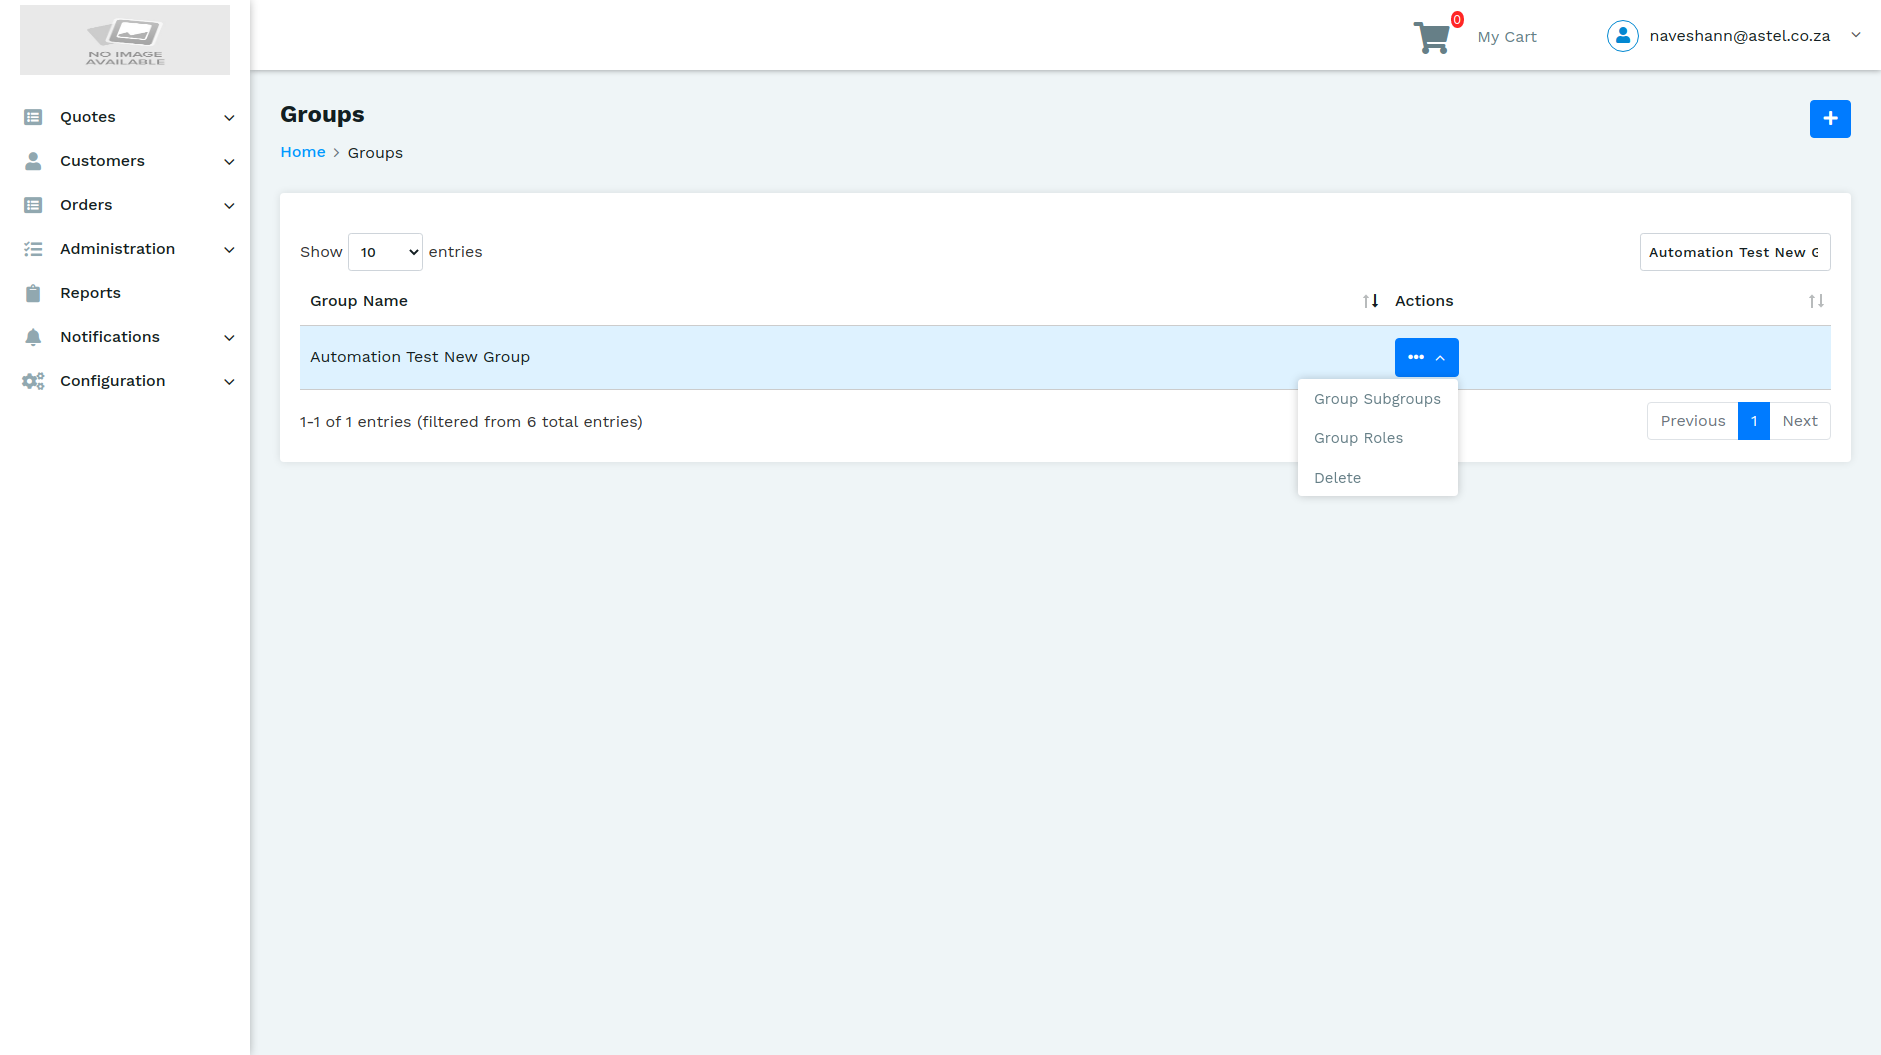 NO IMAGE
AVAILABLE
0
My Cart
naveshann@astel.co.za
Quotes
Customers
Orders
Administration
Reports
Notifications
Configuration
Groups
Home > Groups
Show 10 entries
Automation Test New G
Group Name
Actions
Automation Test New Group
Group Subgroups
Group Roles
Delete
1-1 of 1 entries (filtered from 6 total entries)
Previous 1 Next